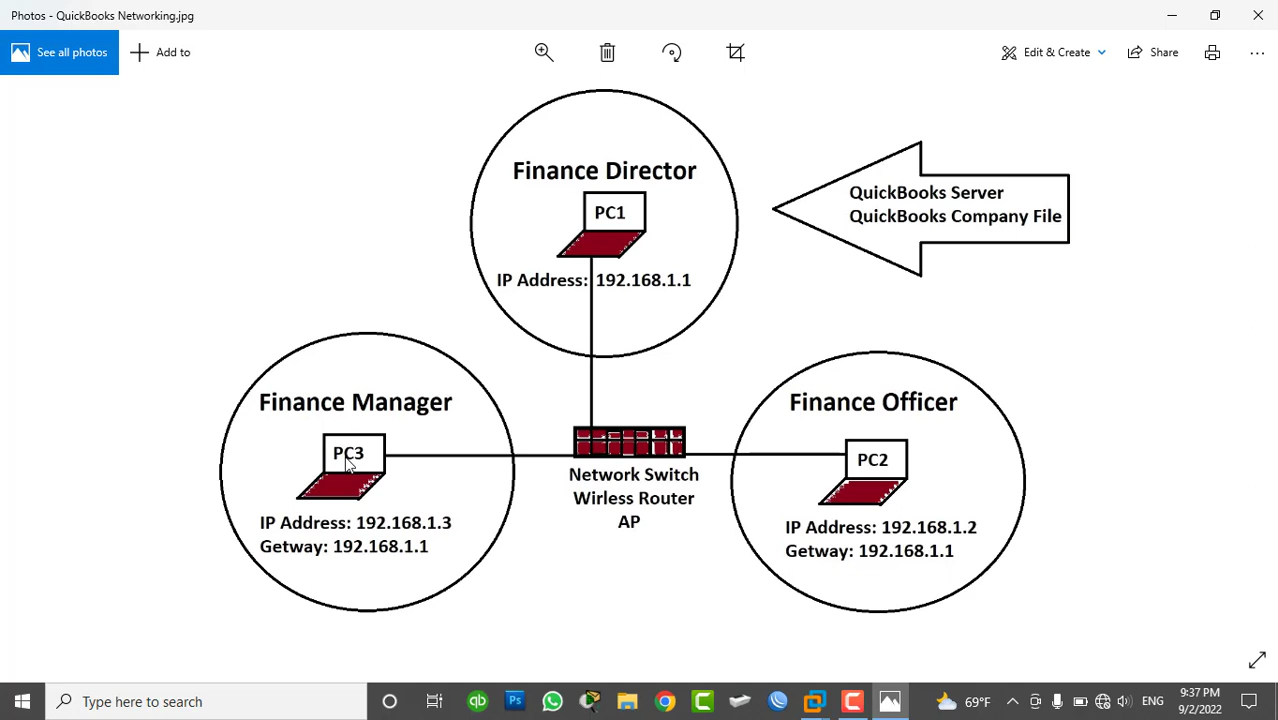 Photos - QuickBooks Networking.jpg
See all photos
Add to
Edit & Create
Share
Finance Director
PC1
IP Address: 192.168.1.1
QuickBooks Server
QuickBooks Company File
Finance Manager
PC3
IP Address: 192.168.1.3
Getway: 192.168.1.1
Network Switch
Wirless Router
AP
Finance Officer
PC2
IP Address: 192.168.1.2
Getway: 192.168.1.1
Type here to search
qb
Ps
69°F
ENG
9:37 PM
9/2/2022